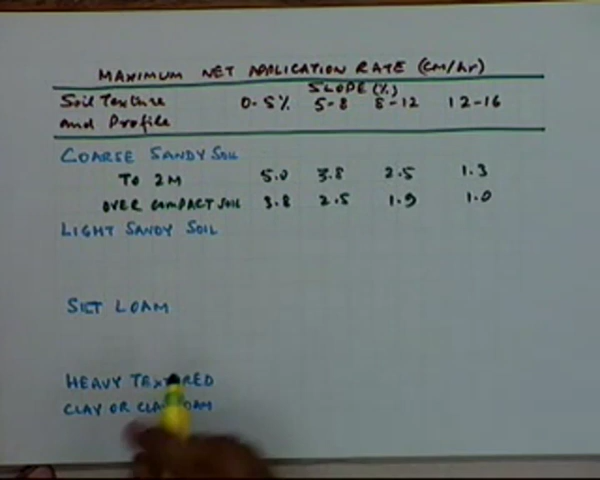 MAXIMUM NET APPLICATION RATE (cm/hr)
SLOPE (%)
Soil Texture 0-5% 5-8 8-12 12-16
and Profile
COARSE SANDY SOIL
TO 2M 5.0 3.8 2.5 1.3
OVER COMPACT SOIL 3.8 2.5 1.9 1.0
LIGHT SANDY SOIL
SILT LOAM
HEAVY TEXTURED
CLAY OR CLAY LOAM